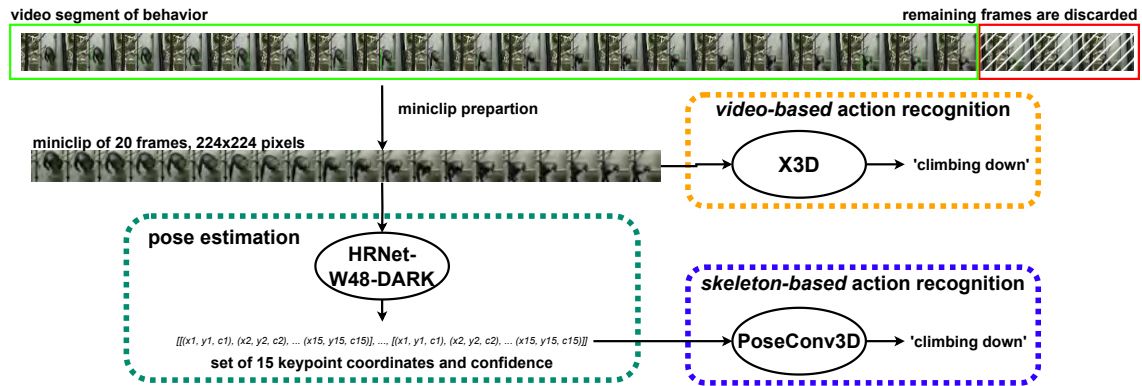 video segment of behavior
remaining frames are discarded
miniclip prepartion
video-based action recognition
miniclip of 20 frames, 224x224 pixels
X3D
'climbing down'
pose estimation
HRNet-
W48-DARK
skeleton-based action recognition
[[(x1, y1, c1), (x2, y2, c2), ... (x15, y15, c15)], ..., [(x1, y1, c1), (x2, y2, c2), ... (x15, y15, c15)]]
PoseConv3D
'climbing down'
set of 15 keypoint coordinates and confidence